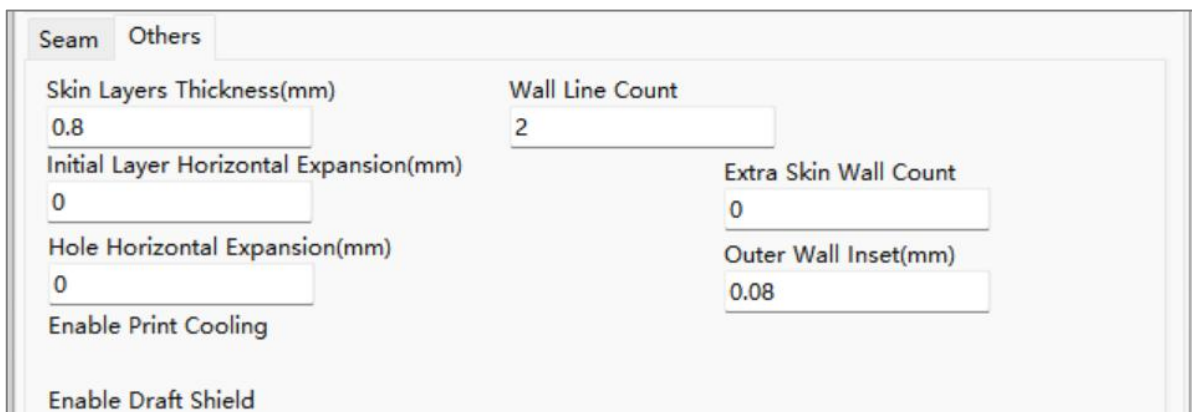 Seam Others
Skin Layers Thickness(mm) Wall Line Count
0.8 2
Initial Layer Horizontal Expansion(mm) Extra Skin Wall Count
0 0
Hole Horizontal Expansion(mm) Outer Wall Inset(mm)
0 0.08
Enable Print Cooling
Enable Draft Shield